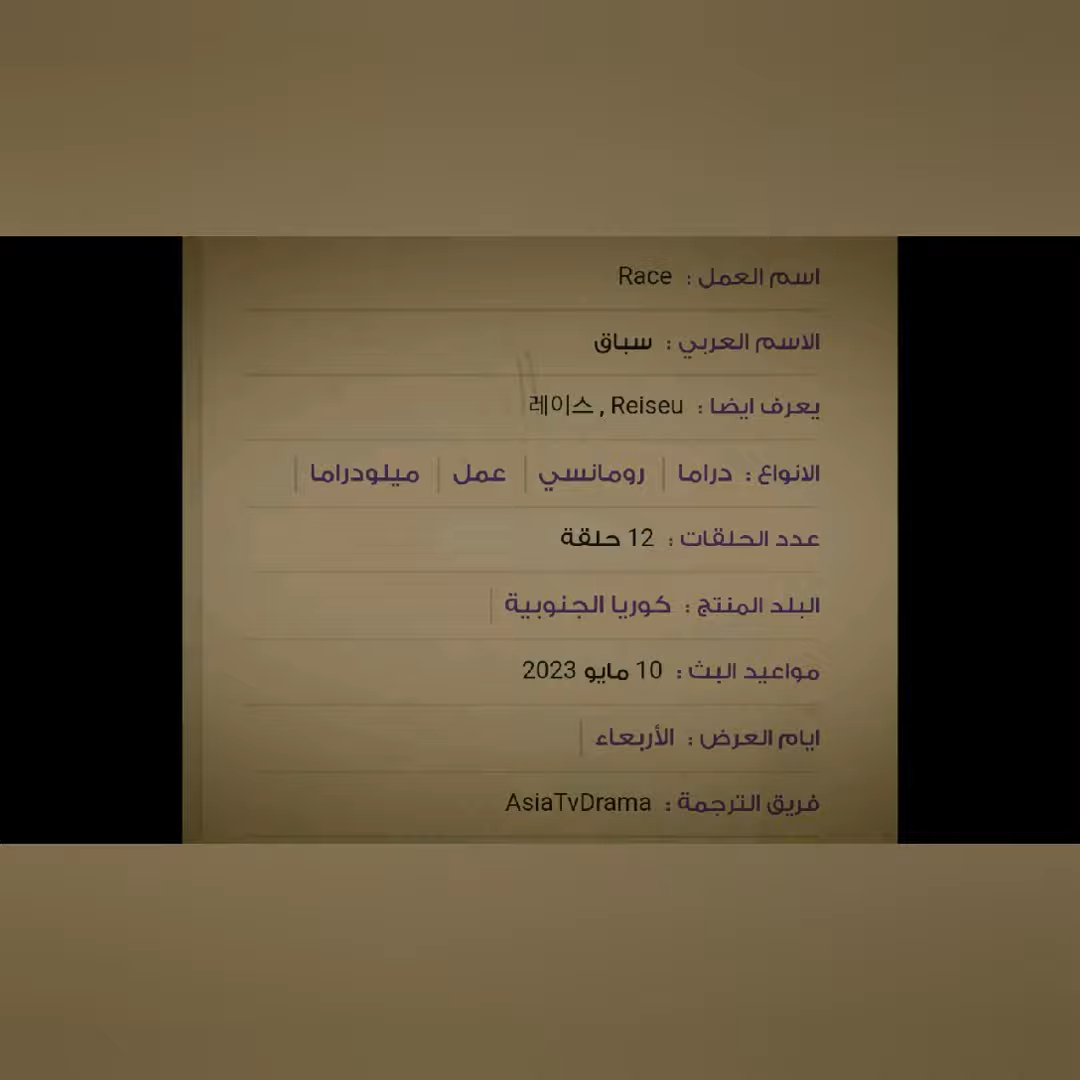 اسم العمل : Race
الاسم العربي : سباق
يعرف ايضا : 레이스 , Reiseu
الانواع : دراما | رومانسي | عمل | ميلودراما |
عدد الحلقات : 12 حلقة
البلد المنتج : كوريا الجنوبية |
مواعيد البث : 10 مايو 2023
ايام العرض : الأربعاء |
فريق الترجمة : AsiaTvDrama